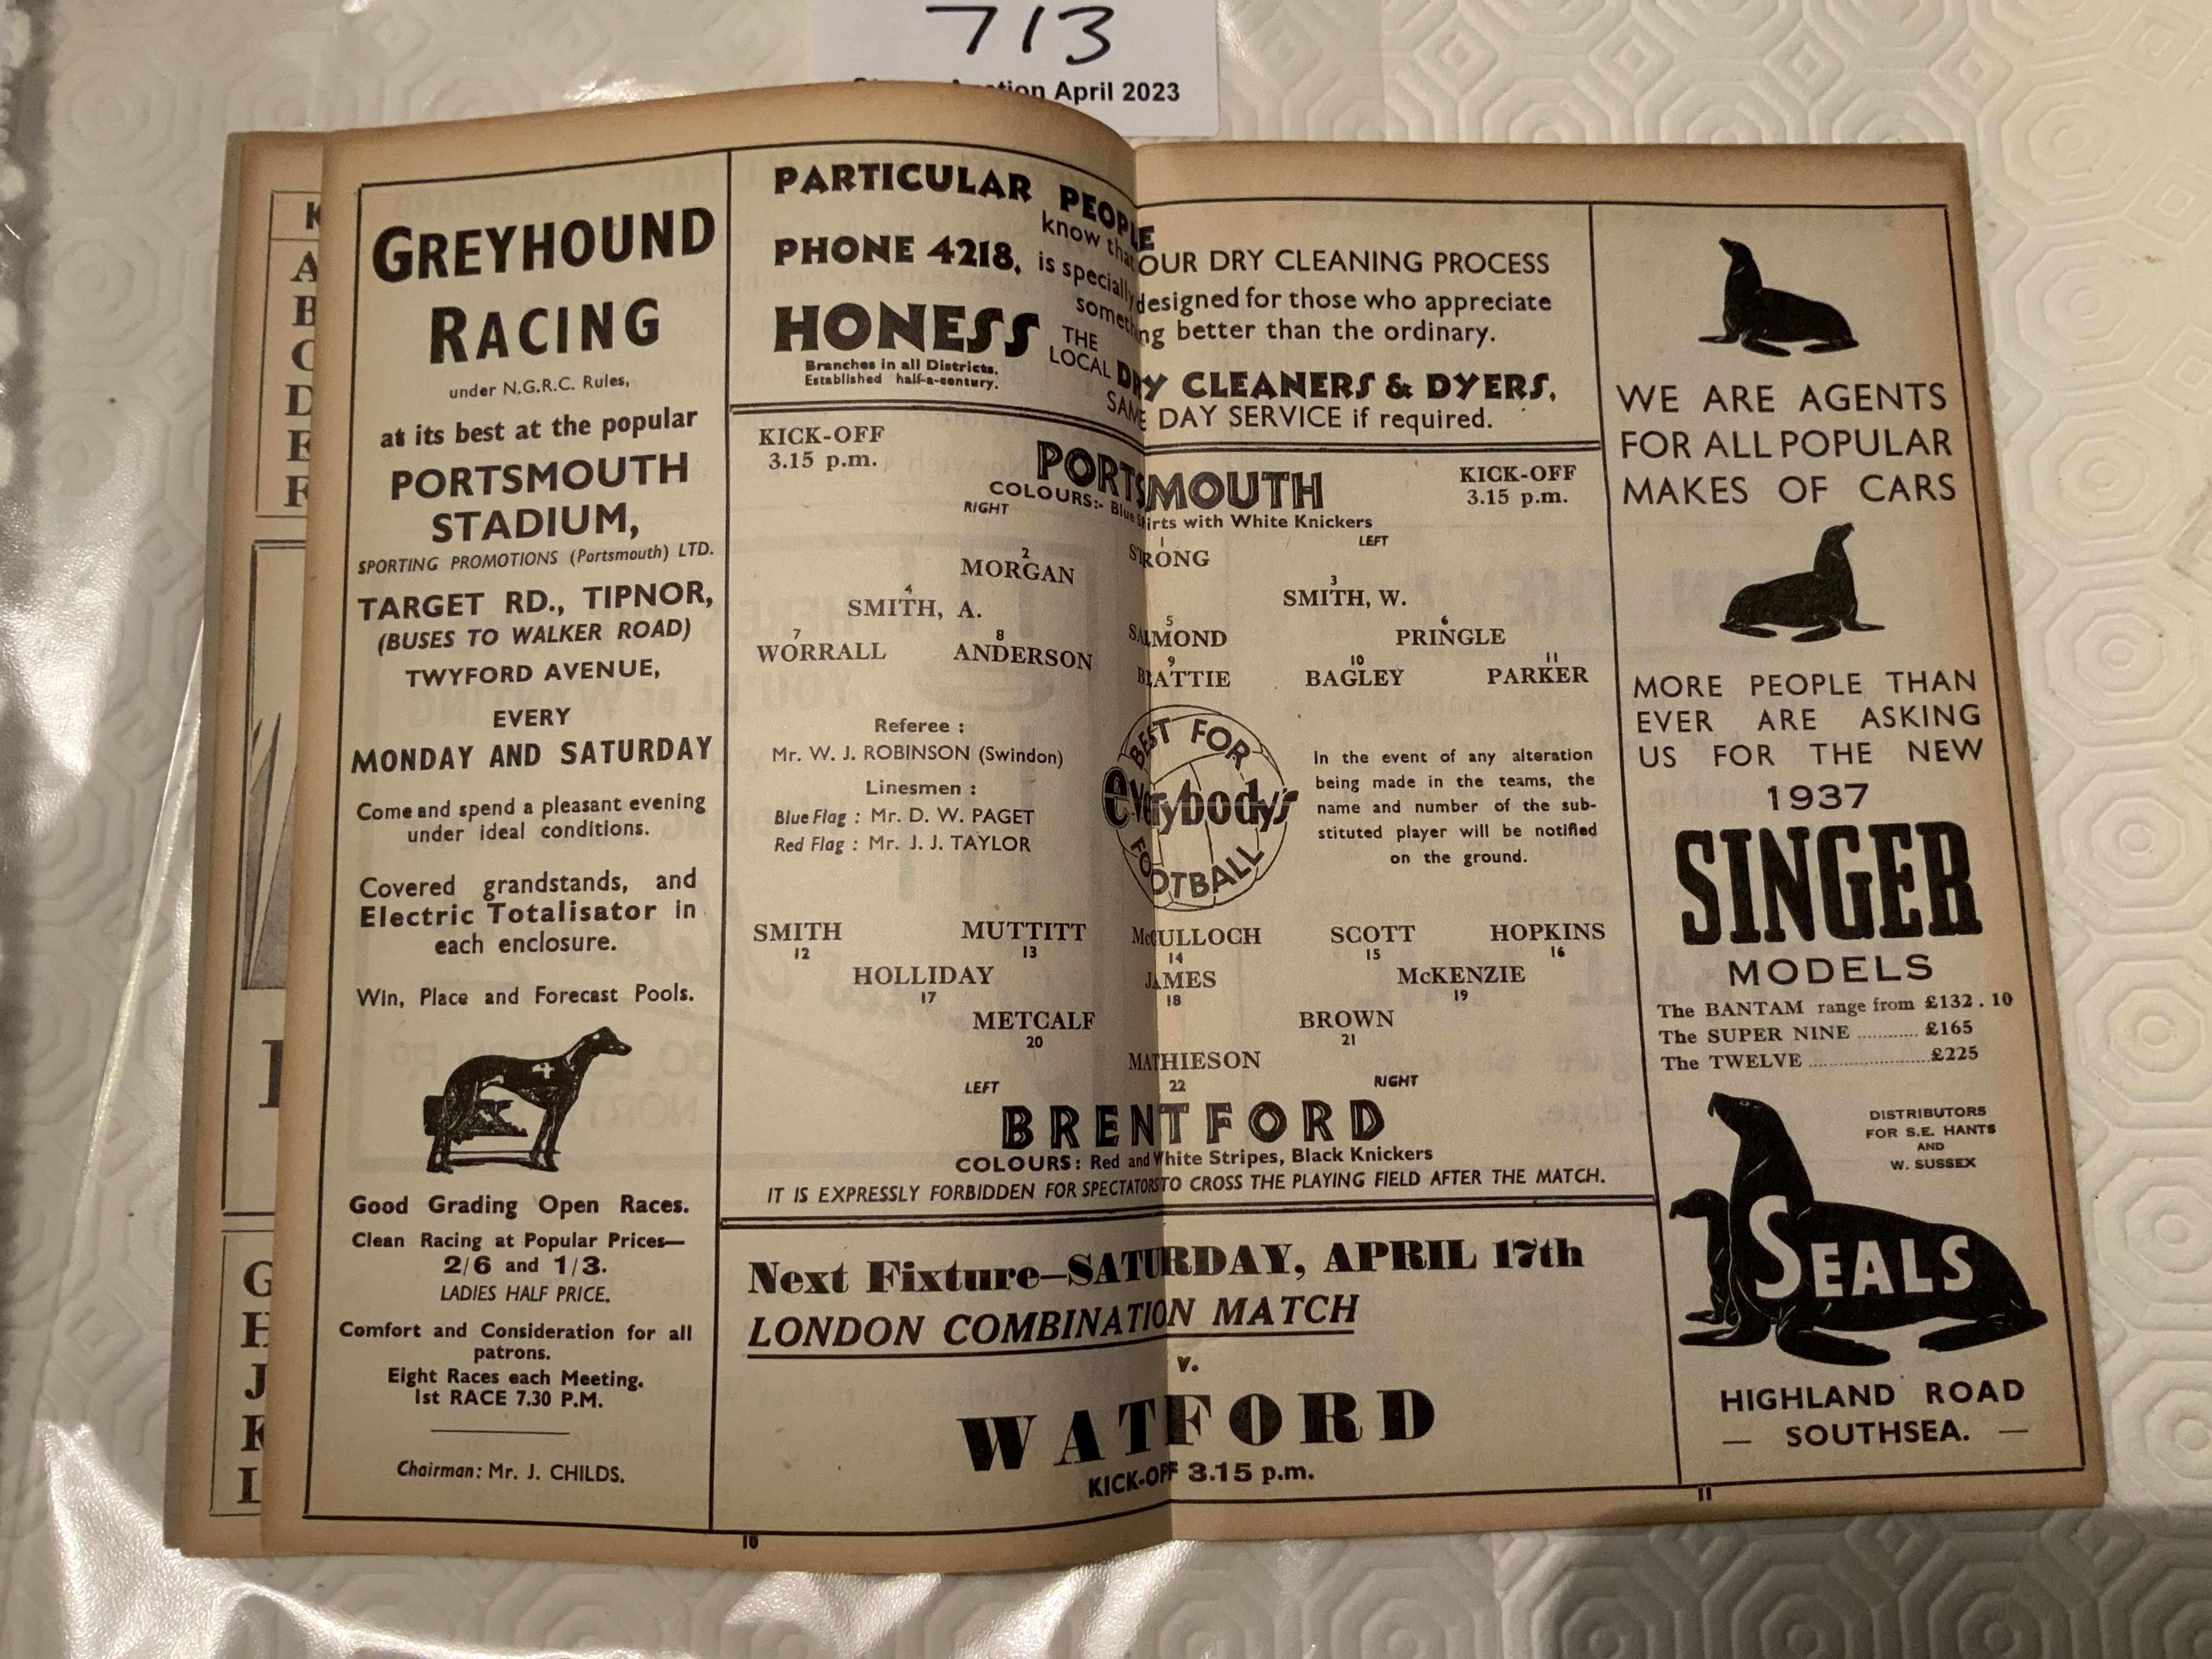 713
Auction April 2023
GREYHOUND
RACING
under N.G.R.C. Rules,
at its best at the popular
PORTSMOUTH
STADIUM,
SPORTING PROMOTIONS (Portsmouth) LTD.
TARGET RD., TIPNOR,
(BUSES TO WALKER ROAD)
TWYFORD AVENUE,
EVERY
MONDAY AND SATURDAY
Come and spend a pleasant evening
under ideal conditions.
Covered grandstands, and
Electric Totalisator in
each enclosure.
Win, Place and Forecast Pools.
Good Grading Open Races.
Clean Racing at Popular Prices—
2/6 and 1/3.
LADIES HALF PRICE.
Comfort and Consideration for all
patrons.
Eight Races each Meeting.
1st RACE 7.30 P.M.
Chairman: Mr. J. CHILDS.
10
PARTICULAR PEOPLE
know that OUR DRY CLEANING PROCESS
PHONE 4218, is specially designed for those who appreciate
something better than the ordinary.
HONESS THE LOCAL DRY CLEANERS & DYERS,
Branches in all Districts.
Established half-a-century.
SAME DAY SERVICE if required.
KICK-OFF
3.15 p.m.
PORTSMOUTH
COLOURS:- Blue Shirts with White Knickers
KICK-OFF
3.15 p.m.
RIGHT
LEFT
1
STRONG
2
MORGAN
3
SMITH, W.
4
SMITH, A.
5
SALMOND
6
PRINGLE
7
WORRALL
8
ANDERSON
9
BEATTIE
10
BAGLEY
11
PARKER
Referee :
Mr. W. J. ROBINSON (Swindon)
Linesmen :
Blue Flag : Mr. D. W. PAGET
Red Flag : Mr. J. J. TAYLOR
BEST FOR
everybody's
FOOTBALL
In the event of any alteration
being made in the teams, the
name and number of the sub-
stituted player will be notified
on the ground.
SMITH
12
MUTTITT
13
McCULLOCH
14
SCOTT
15
HOPKINS
16
HOLLIDAY
17
JAMES
18
McKENZIE
19
METCALF
20
BROWN
21
MATHIESON
22
LEFT
RIGHT
BRENTFORD
COLOURS: Red and White Stripes, Black Knickers
IT IS EXPRESSLY FORBIDDEN FOR SPECTATORS TO CROSS THE PLAYING FIELD AFTER THE MATCH.
Next Fixture—SATURDAY, APRIL 17th
LONDON COMBINATION MATCH
v.
WATFORD
KICK-OFF 3.15 p.m.
WE ARE AGENTS
FOR ALL POPULAR
MAKES OF CARS
MORE PEOPLE THAN
EVER ARE ASKING
US FOR THE NEW
1937
SINGER
MODELS
The BANTAM range from £132 . 10
The SUPER NINE ............ £165
The TWELVE ........................ £225
DISTRIBUTORS
FOR S.E. HANTS
AND
W. SUSSEX
SEALS
HIGHLAND ROAD
— SOUTHSEA. —
11
K
A
B
C
D
E
F
G
H
J
K
L